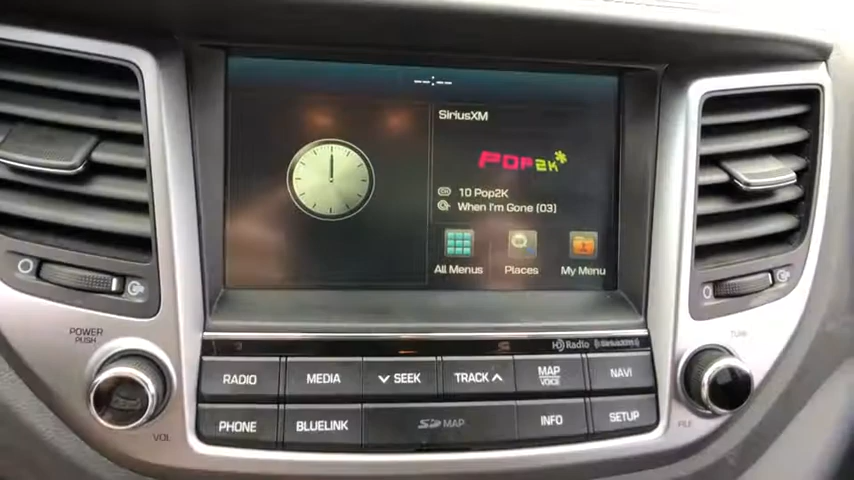 --:--
SiriusXM
POP2K*
CH 10 Pop2K
When I'm Gone (03)
All Menus Places My Menu
POWER
PUSH
VOL
HD Radio (SiriusXM)
TUNE
FILE
RADIO MEDIA SEEK TRACK MAP VOICE NAVI
PHONE BLUELINK SD MAP INFO SETUP